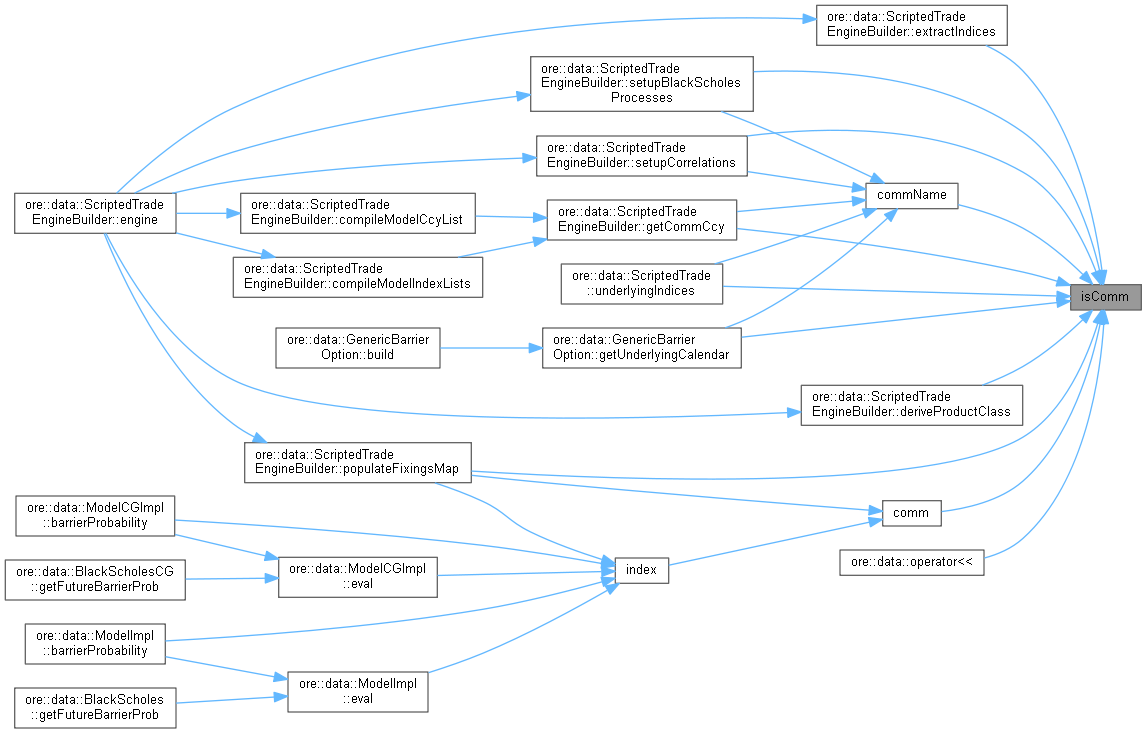 ore::data::ScriptedTrade
EngineBuilder::extractIndices
ore::data::ScriptedTrade
EngineBuilder::setupBlackScholes
Processes
ore::data::ScriptedTrade
EngineBuilder::setupCorrelations
commName
ore::data::ScriptedTrade
EngineBuilder::engine
ore::data::ScriptedTrade
EngineBuilder::compileModelCcyList
ore::data::ScriptedTrade
EngineBuilder::getCommCcy
ore::data::ScriptedTrade
EngineBuilder::compileModelIndexLists
ore::data::ScriptedTrade
::underlyingIndices
isComm
ore::data::GenericBarrier
Option::build
ore::data::GenericBarrier
Option::getUnderlyingCalendar
ore::data::ScriptedTrade
EngineBuilder::deriveProductClass
ore::data::ScriptedTrade
EngineBuilder::populateFixingsMap
ore::data::ModelCGImpl
::barrierProbability
comm
ore::data::operator<<
ore::data::BlackScholesCG
::getFutureBarrierProb
ore::data::ModelCGImpl
::eval
index
ore::data::ModelImpl
::barrierProbability
ore::data::BlackScholes
::getFutureBarrierProb
ore::data::ModelImpl
::eval